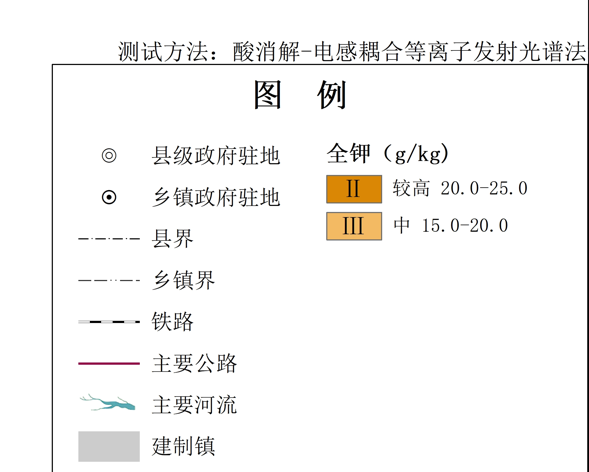 测试方法：酸消解-电感耦合等离子发射光谱法
图 例
县级政府驻地
乡镇政府驻地
县界
乡镇界
铁路
主要公路
主要河流
建制镇
全钾（g/kg)
II 较高 20.0-25.0
III 中 15.0-20.0